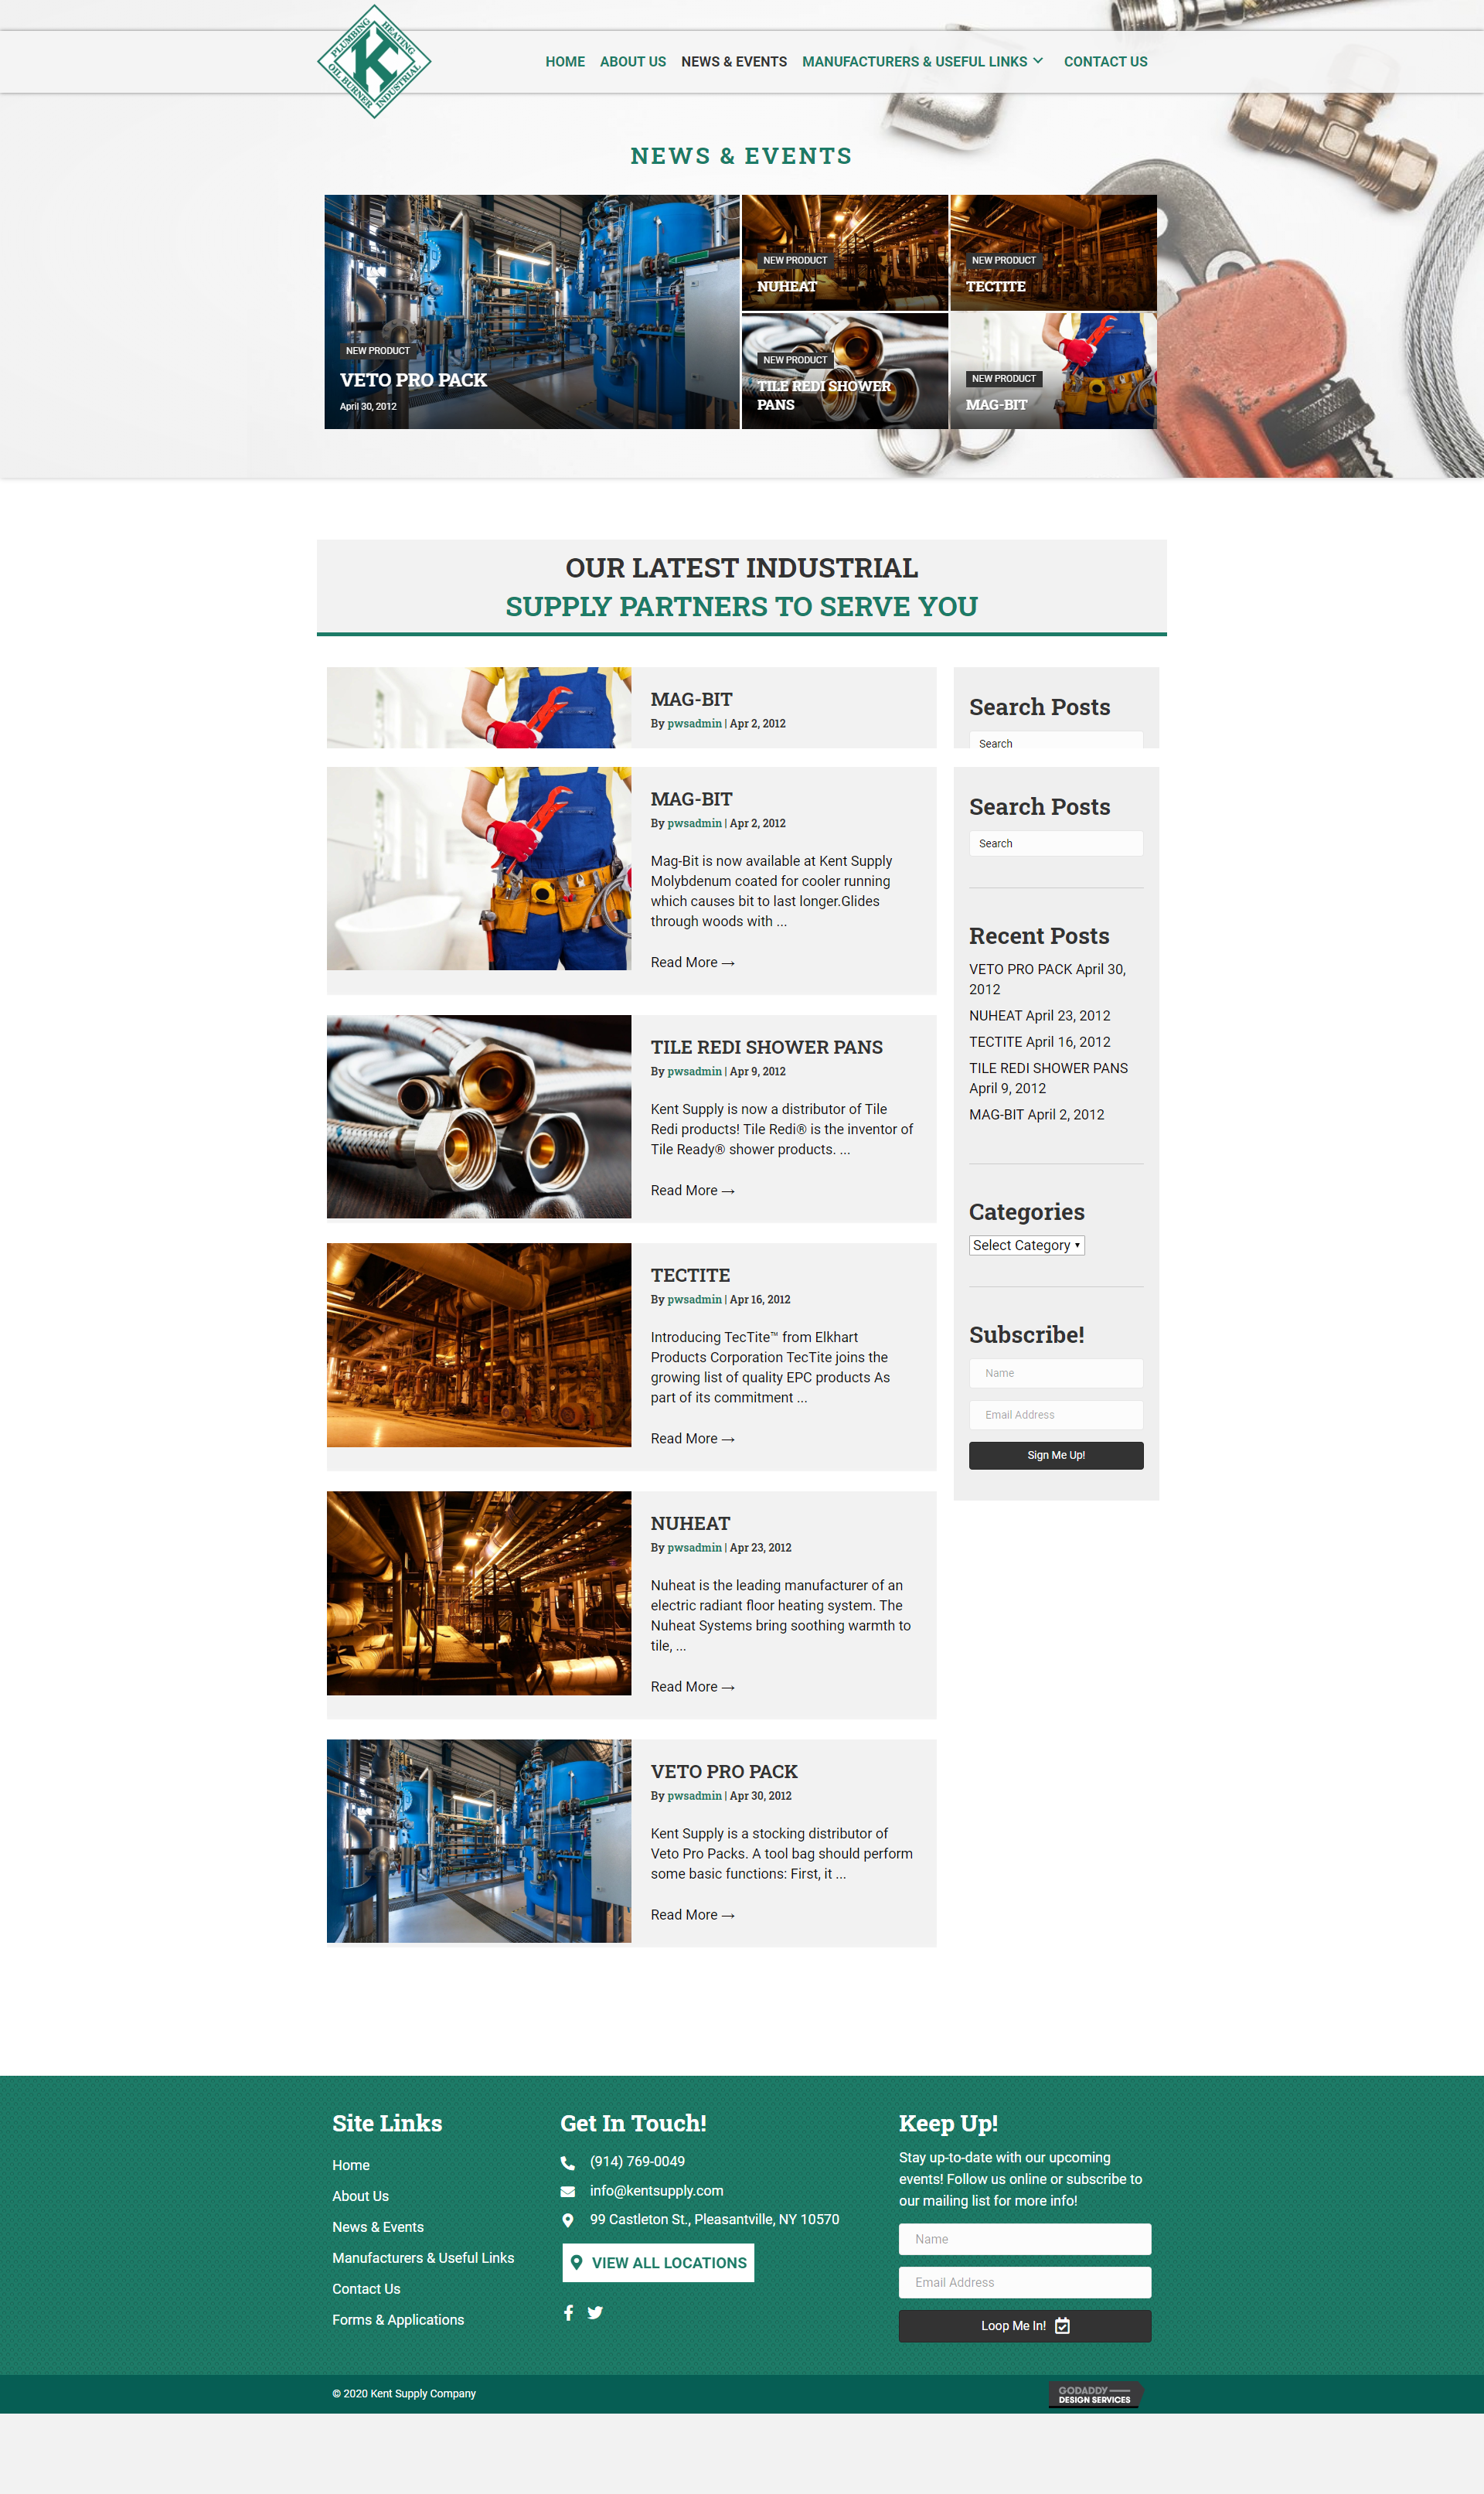 PLUMBING HEATING
K
OIL BURNER INDUSTRIAL
HOME ABOUT US NEWS & EVENTS MANUFACTURERS & USEFUL LINKS CONTACT US
NEWS & EVENTS
NEW PRODUCT
VETO PRO PACK
April 30, 2012
NEW PRODUCT
NUHEAT
NEW PRODUCT
TECTITE
NEW PRODUCT
TILE REDI SHOWER
PANS
NEW PRODUCT
MAG-BIT
OUR LATEST INDUSTRIAL
SUPPLY PARTNERS TO SERVE YOU
MAG-BIT
By pwsadmin | Apr 2, 2012
Search Posts
Search
MAG-BIT
By pwsadmin | Apr 2, 2012
Mag-Bit is now available at Kent Supply
Molybdenum coated for cooler running
which causes bit to last longer.Glides
through woods with ...
Read More →
TILE REDI SHOWER PANS
By pwsadmin | Apr 9, 2012
Kent Supply is now a distributor of Tile
Redi products! Tile Redi® is the inventor of
Tile Ready® shower products. ...
Read More →
TECTITE
By pwsadmin | Apr 16, 2012
Introducing TecTite™ from Elkhart
Products Corporation TecTite joins the
growing list of quality EPC products As
part of its commitment ...
Read More →
NUHEAT
By pwsadmin | Apr 23, 2012
Nuheat is the leading manufacturer of an
electric radiant floor heating system. The
Nuheat Systems bring soothing warmth to
tile, ...
Read More →
VETO PRO PACK
By pwsadmin | Apr 30, 2012
Kent Supply is a stocking distributor of
Veto Pro Packs. A tool bag should perform
some basic functions: First, it ...
Read More →
Search Posts
Search
Recent Posts
VETO PRO PACK April 30,
2012
NUHEAT April 23, 2012
TECTITE April 16, 2012
TILE REDI SHOWER PANS
April 9, 2012
MAG-BIT April 2, 2012
Categories
Select Category
Subscribe!
Name
Email Address
Sign Me Up!
Site Links
Home
About Us
News & Events
Manufacturers & Useful Links
Contact Us
Forms & Applications
Get In Touch!
(914) 769-0049
info@kentsupply.com
99 Castleton St., Pleasantville, NY 10570
VIEW ALL LOCATIONS
Keep Up!
Stay up-to-date with our upcoming
events! Follow us online or subscribe to
our mailing list for more info!
Name
Email Address
Loop Me In!
© 2020 Kent Supply Company
GODADDY
DESIGN SERVICES